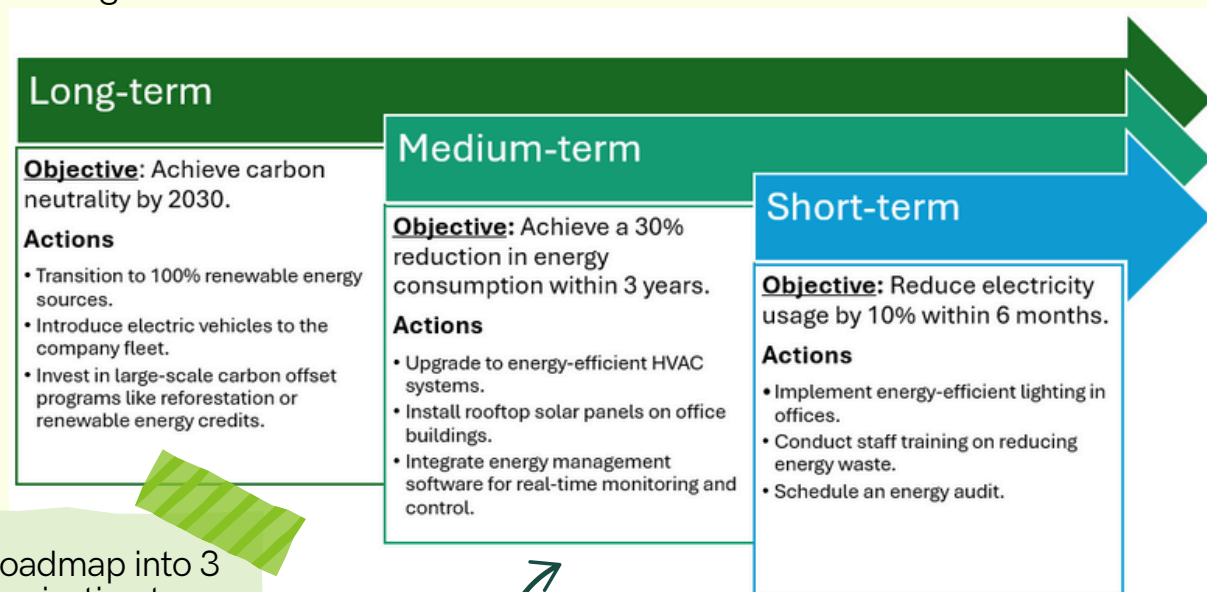 Long-term
Objective: Achieve carbon
neutrality by 2030.
Actions
• Transition to 100% renewable energy
sources.
• Introduce electric vehicles to the
company fleet.
• Invest in large-scale carbon offset
programs like reforestation or
renewable energy credits.
Medium-term
Objective: Achieve a 30%
reduction in energy
consumption within 3 years.
Actions
• Upgrade to energy-efficient HVAC
systems.
• Install rooftop solar panels on office
buildings.
• Integrate energy management
software for real-time monitoring and
control.
Short-term
Objective: Reduce electricity
usage by 10% within 6 months.
Actions
• Implement energy-efficient lighting in
offices.
• Conduct staff training on reducing
energy waste.
• Schedule an energy audit.
oadmap into 3